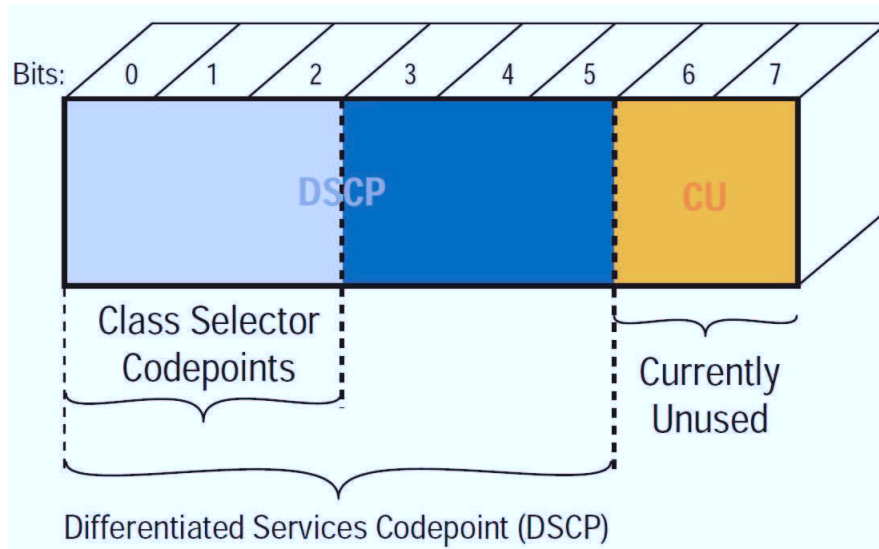 Bits: 0 1 2 3 4 5 6 7
DSCP CU
Class Selector
Codepoints
Currently
Unused
Differentiated Services Codepoint (DSCP)